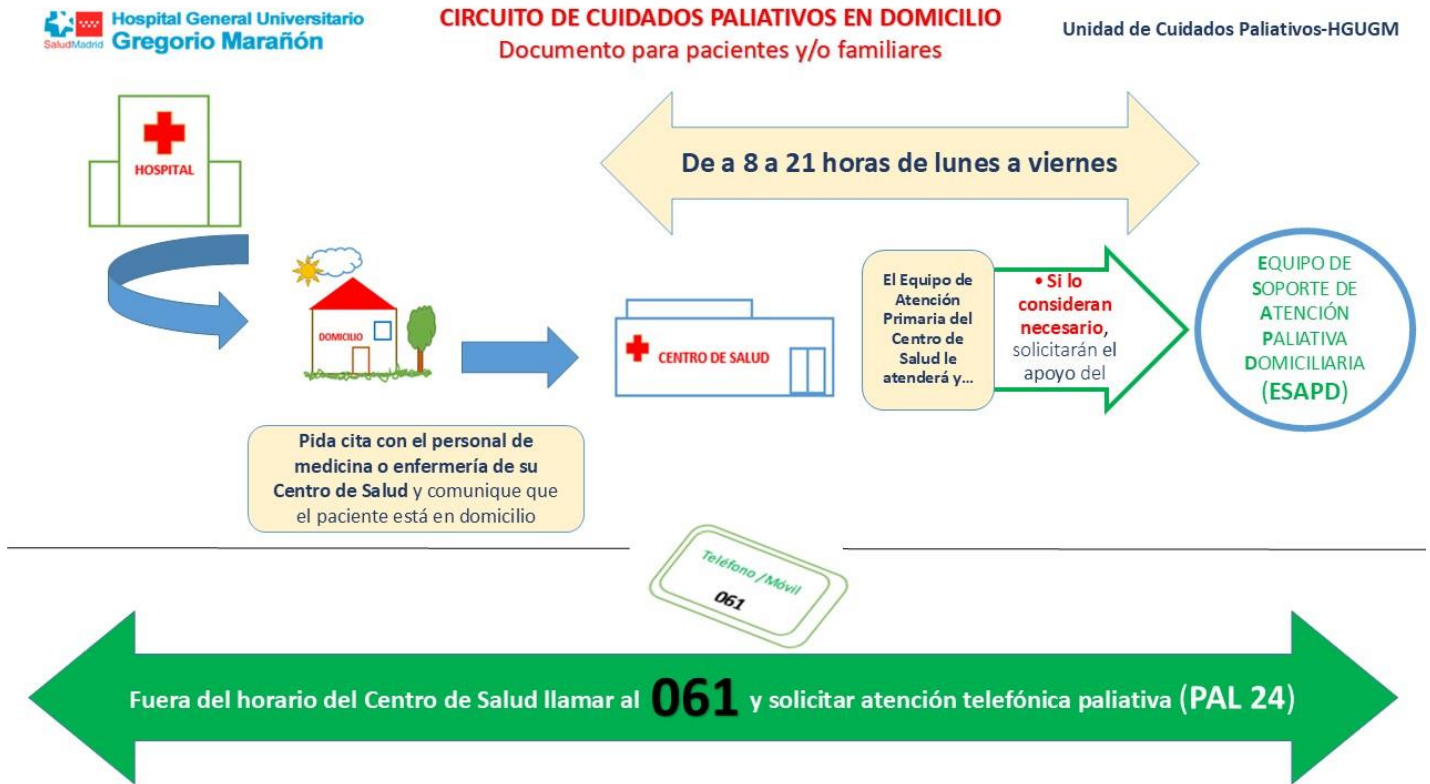 SaludMadrid
Hospital General Universitario
Gregorio Marañón
CIRCUITO DE CUIDADOS PALIATIVOS EN DOMICILIO
Documento para pacientes y/o familiares
Unidad de Cuidados Paliativos-HGUGM
HOSPITAL
De a 8 a 21 horas de lunes a viernes
DOMICILIO
CENTRO DE SALUD
El Equipo de
Atención
Primaria del
Centro de
Salud le
atenderá y...
• Si lo
consideran
necesario,
solicitarán el
apoyo del
EQUIPO DE
SOPORTE DE
ATENCIÓN
PALIATIVA
DOMICILIARIA
(ESAPD)
Pida cita con el personal de
medicina o enfermería de su
Centro de Salud y comunique que
el paciente está en domicilio
Teléfono /Móvil
061
Fuera del horario del Centro de Salud llamar al 061 y solicitar atención telefónica paliativa (PAL 24)